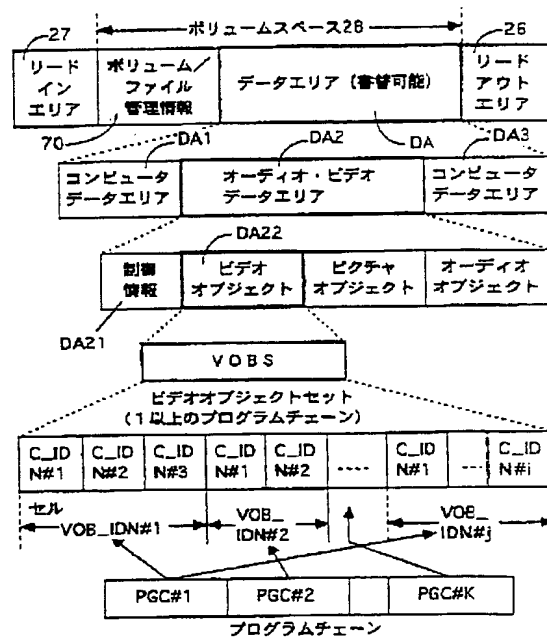 27
ボリュームスペース28
26
リード
イン
エリア
ボリューム/
ファイル
管理情報
データエリア (書替可能)
リード
アウト
エリア
70
DA1
DA2
DA
DA3
コンピュータ
データエリア
オーディオ・ビデオ
データエリア
コンピュータ
データエリア
DA22
制御
情報
ビデオ
オブジェクト
ピクチャ
オブジェクト
オーディオ
オブジェクト
DA21
VOBS
ビデオオブジェクトセット
(1以上のプログラムチェーン)
C_ID
N#1
C_ID
N#2
C_ID
N#3
C_ID
N#1
C_ID
N#2
----
C_ID
N#1
---
C_ID
N#i
セル
VOB_IDN#1
VOB_
IDN#2
VOB_
IDN#j
PGC#1
PGC#2
PGC#K
プログラムチェーン